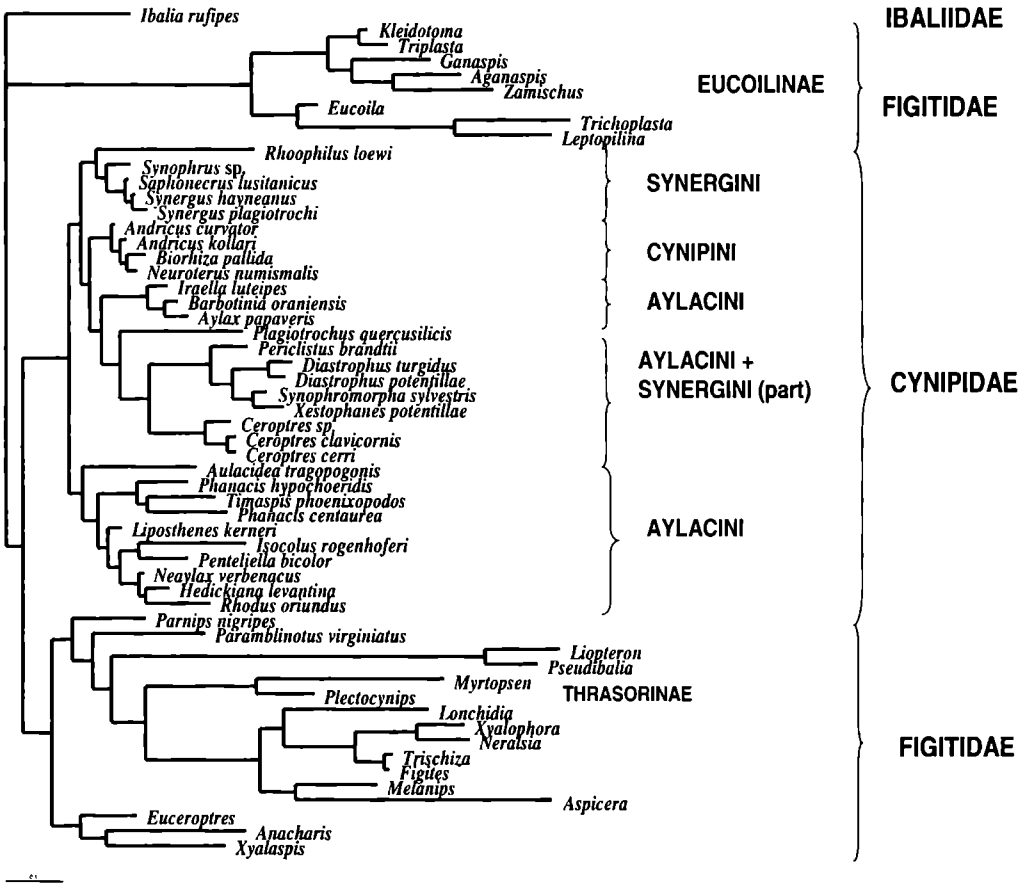 Ibalia rufipes
IBALIIDAE
Kleidotoma
Triplasta
Ganaspis
Aganaspis
Zamischus
EUCOILINAE
FIGITIDAE
Eucoila
Trichoplasta
Leptopilina
Rhoophilus loewi
Synophrus sp.
Saphonecrus lusitanicus
Synergus hayneanus
Synergus plagiotrochi
SYNERGINI
Andricus curvator
Andricus kollari
Biorhiza pallida
Neuroterus numismalis
CYNIPINI
Iraella luteipes
Barbotinia oraniensis
Aylax papaveris
AYLACINI
Plagiotrochus quercusilicis
Periclistus brandtii
Diastrophus turgidus
Diastrophus potentillae
Synophromorpha sylvestris
Xestophanes potentillae
AYLACINI +
SYNERGINI (part)
CYNIPIDAE
Ceroptres sp
Ceroptres clavicornis
Ceroptres cerri
Aulacidea tragopogonis
Phanacis hypochoeridis
Timaspis phoenixopodos
Phanacis centaurea
Liposthenes kerneri
AYLACINI
Isocolus rogenhoferi
Penteliella bicolor
Neaylax verbenacus
Hedickiana levantina
Rhodus oriundus
Parnips nigripes
Paramblinotus virginiatus
Liopteron
Pseudibalia
Myrtopsen
Plectocynips
THRASORINAE
Lonchidia
Xyalophora
Neralsia
Trischiza
Figites
FIGITIDAE
Melanips
Aspicera
Euceroptres
Anacharis
Xyalaspis